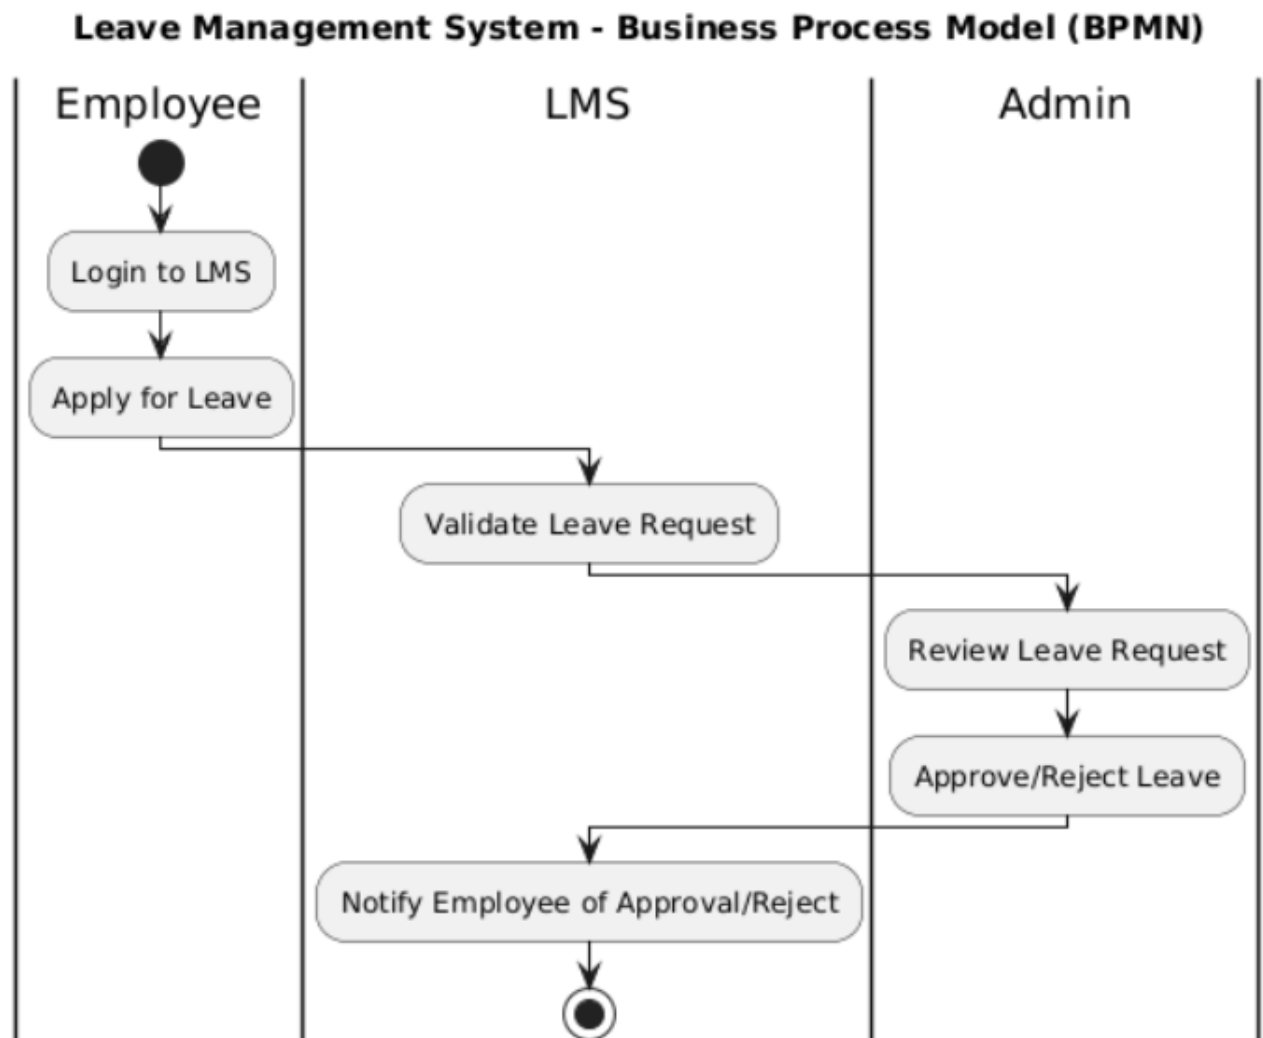 Leave Management System - Business Process Model (BPMN)
Employee
LMS
Admin
Login to LMS
Apply for Leave
Validate Leave Request
Review Leave Request
Approve/Reject Leave
Notify Employee of Approval/Reject